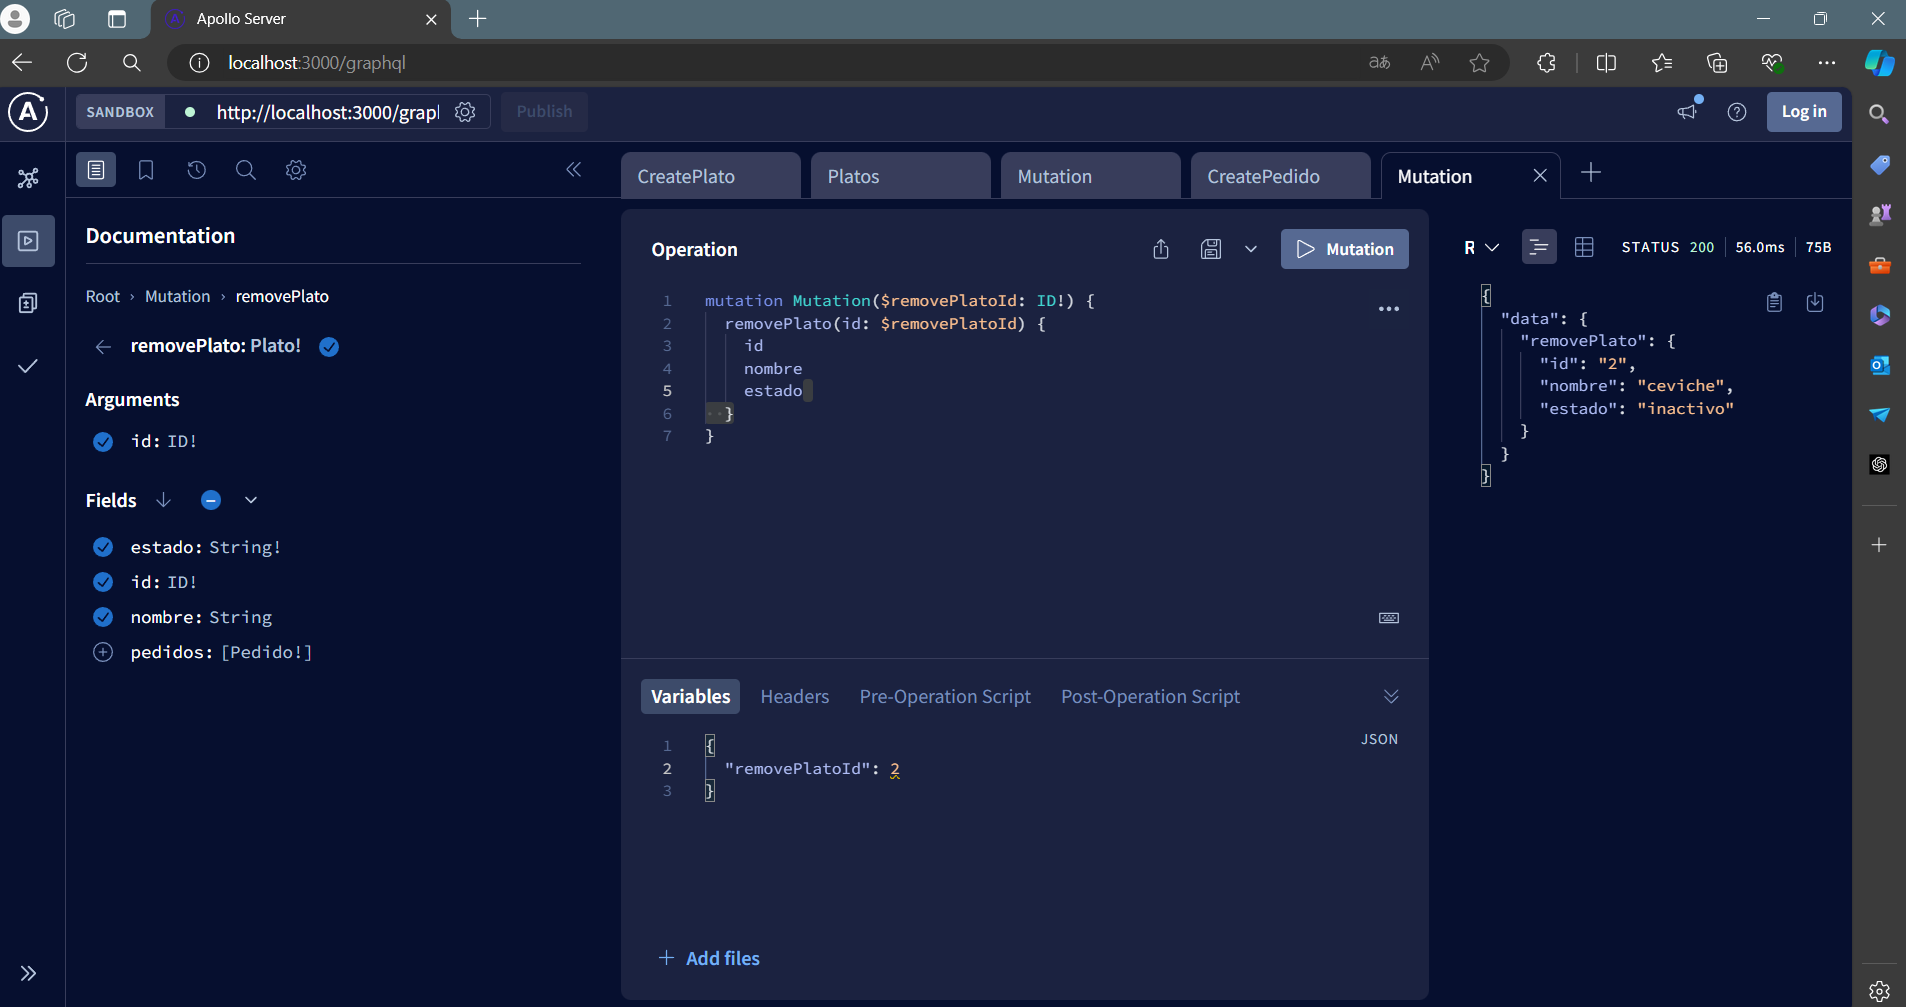 Apollo Server
localhost:3000/graphql
SANDBOX
http://localhost:3000/grapl
Publish
Log in
CreatePlato
Platos
Mutation
CreatePedido
Mutation
Documentation
Root › Mutation › removePlato
removePlato: Plato!
Arguments
id: ID!
Fields
estado: String!
id: ID!
nombre: String
pedidos: [Pedido!]
Operation
Mutation
1 mutation Mutation($removePlatoId: ID!) {
2 removePlato(id: $removePlatoId) {
3 id
4 nombre
5 estado
6 }
7 }
Variables
Headers
Pre-Operation Script
Post-Operation Script
JSON
1 {
2 "removePlatoId": 2
3 }
+ Add files
R
STATUS 200
56.0ms
75B
{
"data": {
"removePlato": {
"id": "2",
"nombre": "ceviche",
"estado": "inactivo"
}
}
}